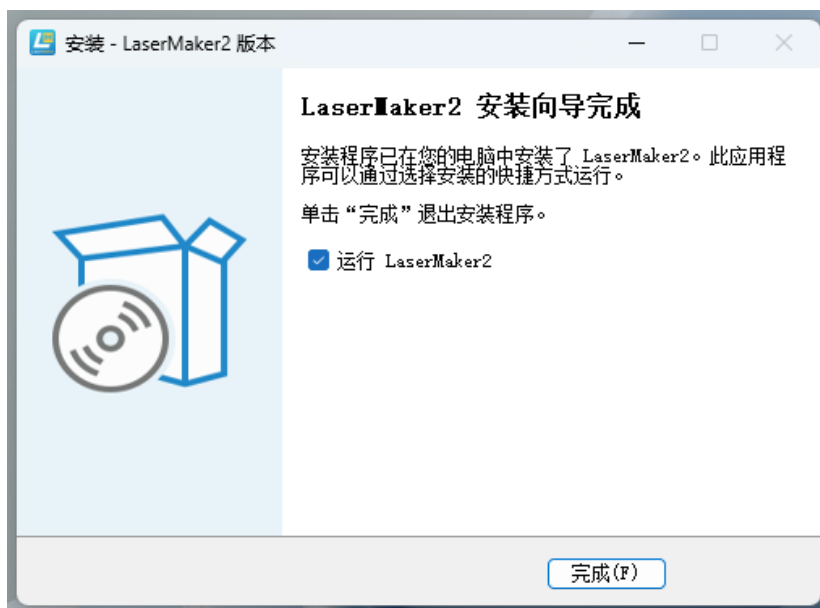 安装 - LaserMaker2 版本
LaserMaker2 安装向导完成
安装程序已在您的电脑中安装了 LaserMaker2。此应用程
序可以通过选择安装的快捷方式运行。
单击“完成”退出安装程序。
运行 LaserMaker2
完成(F)